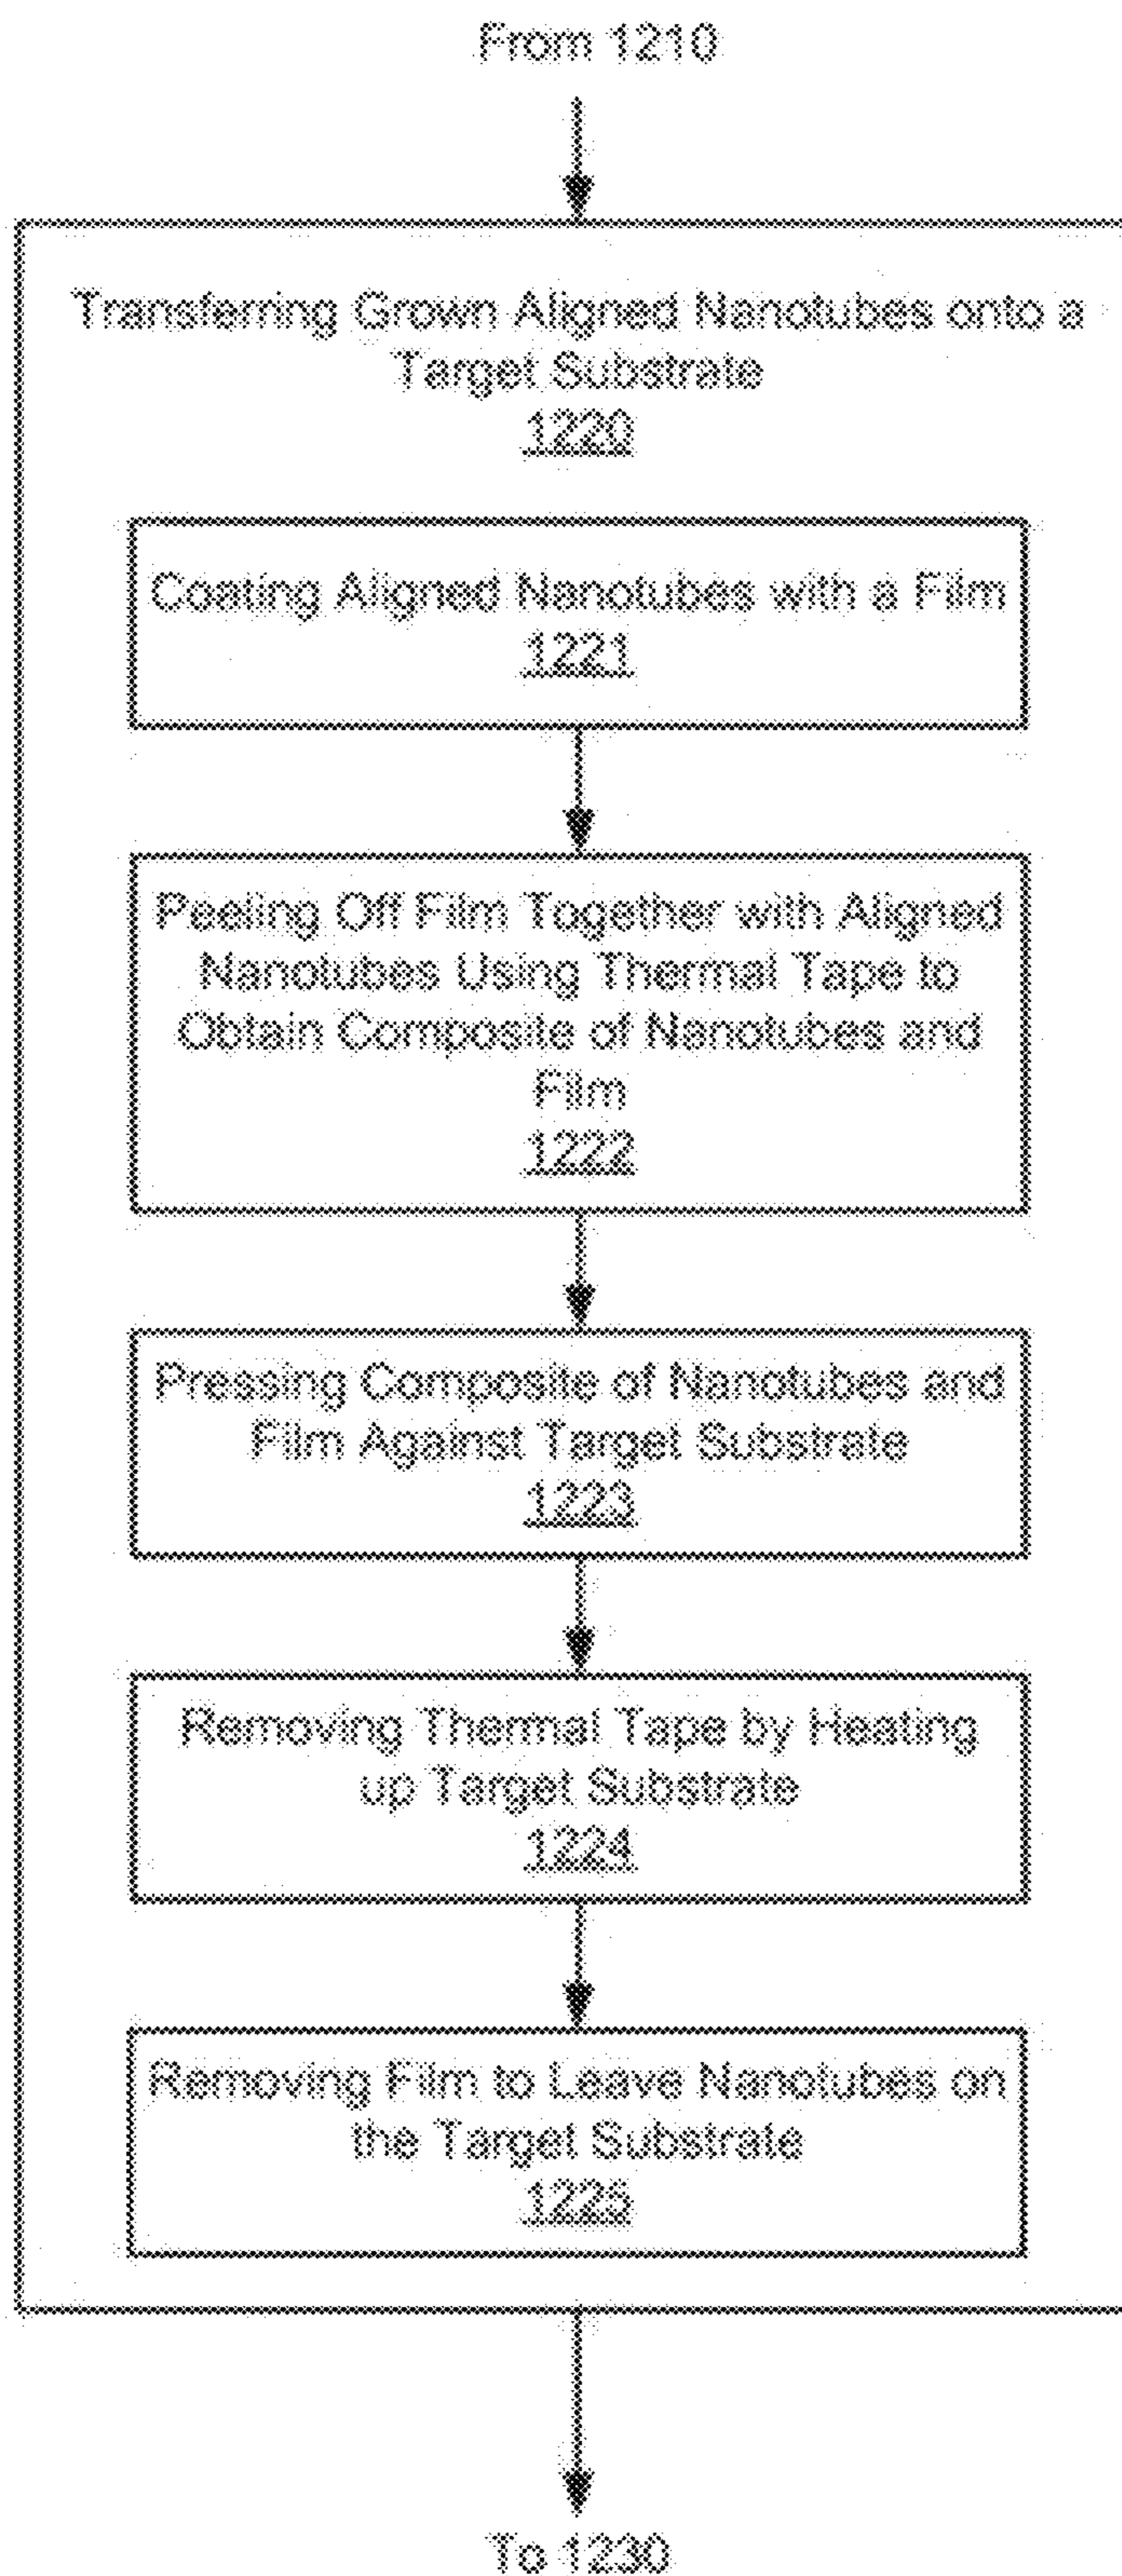 From 1210
Transferring Grown Aligned Nanotubes onto a
Target Substrate
1220
Coating Aligned Nanotubes with a Film
1221
Peeling Off Film Together with Aligned
Nanotubes Using Thermal Tape to
Obtain Composite of Nanotubes and
Film
1222
Pressing Composite of Nanotubes and
Film Against Target Substrate
1223
Removing Thermal Tape by Heating
up Target Substrate
1224
Removing Film to Leave Nanotubes on
the Target Substrate
1225
To 1230